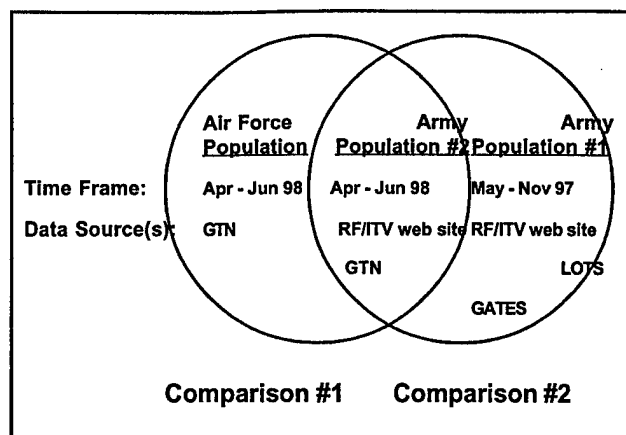 Air Force Army Army
Population Population #2 Population #1
Time Frame: Apr - Jun 98 Apr - Jun 98 May - Nov 97
Data Source(s): GTN RF/ITV web site RF/ITV web site
GTN LOTS
GATES
Comparison #1 Comparison #2